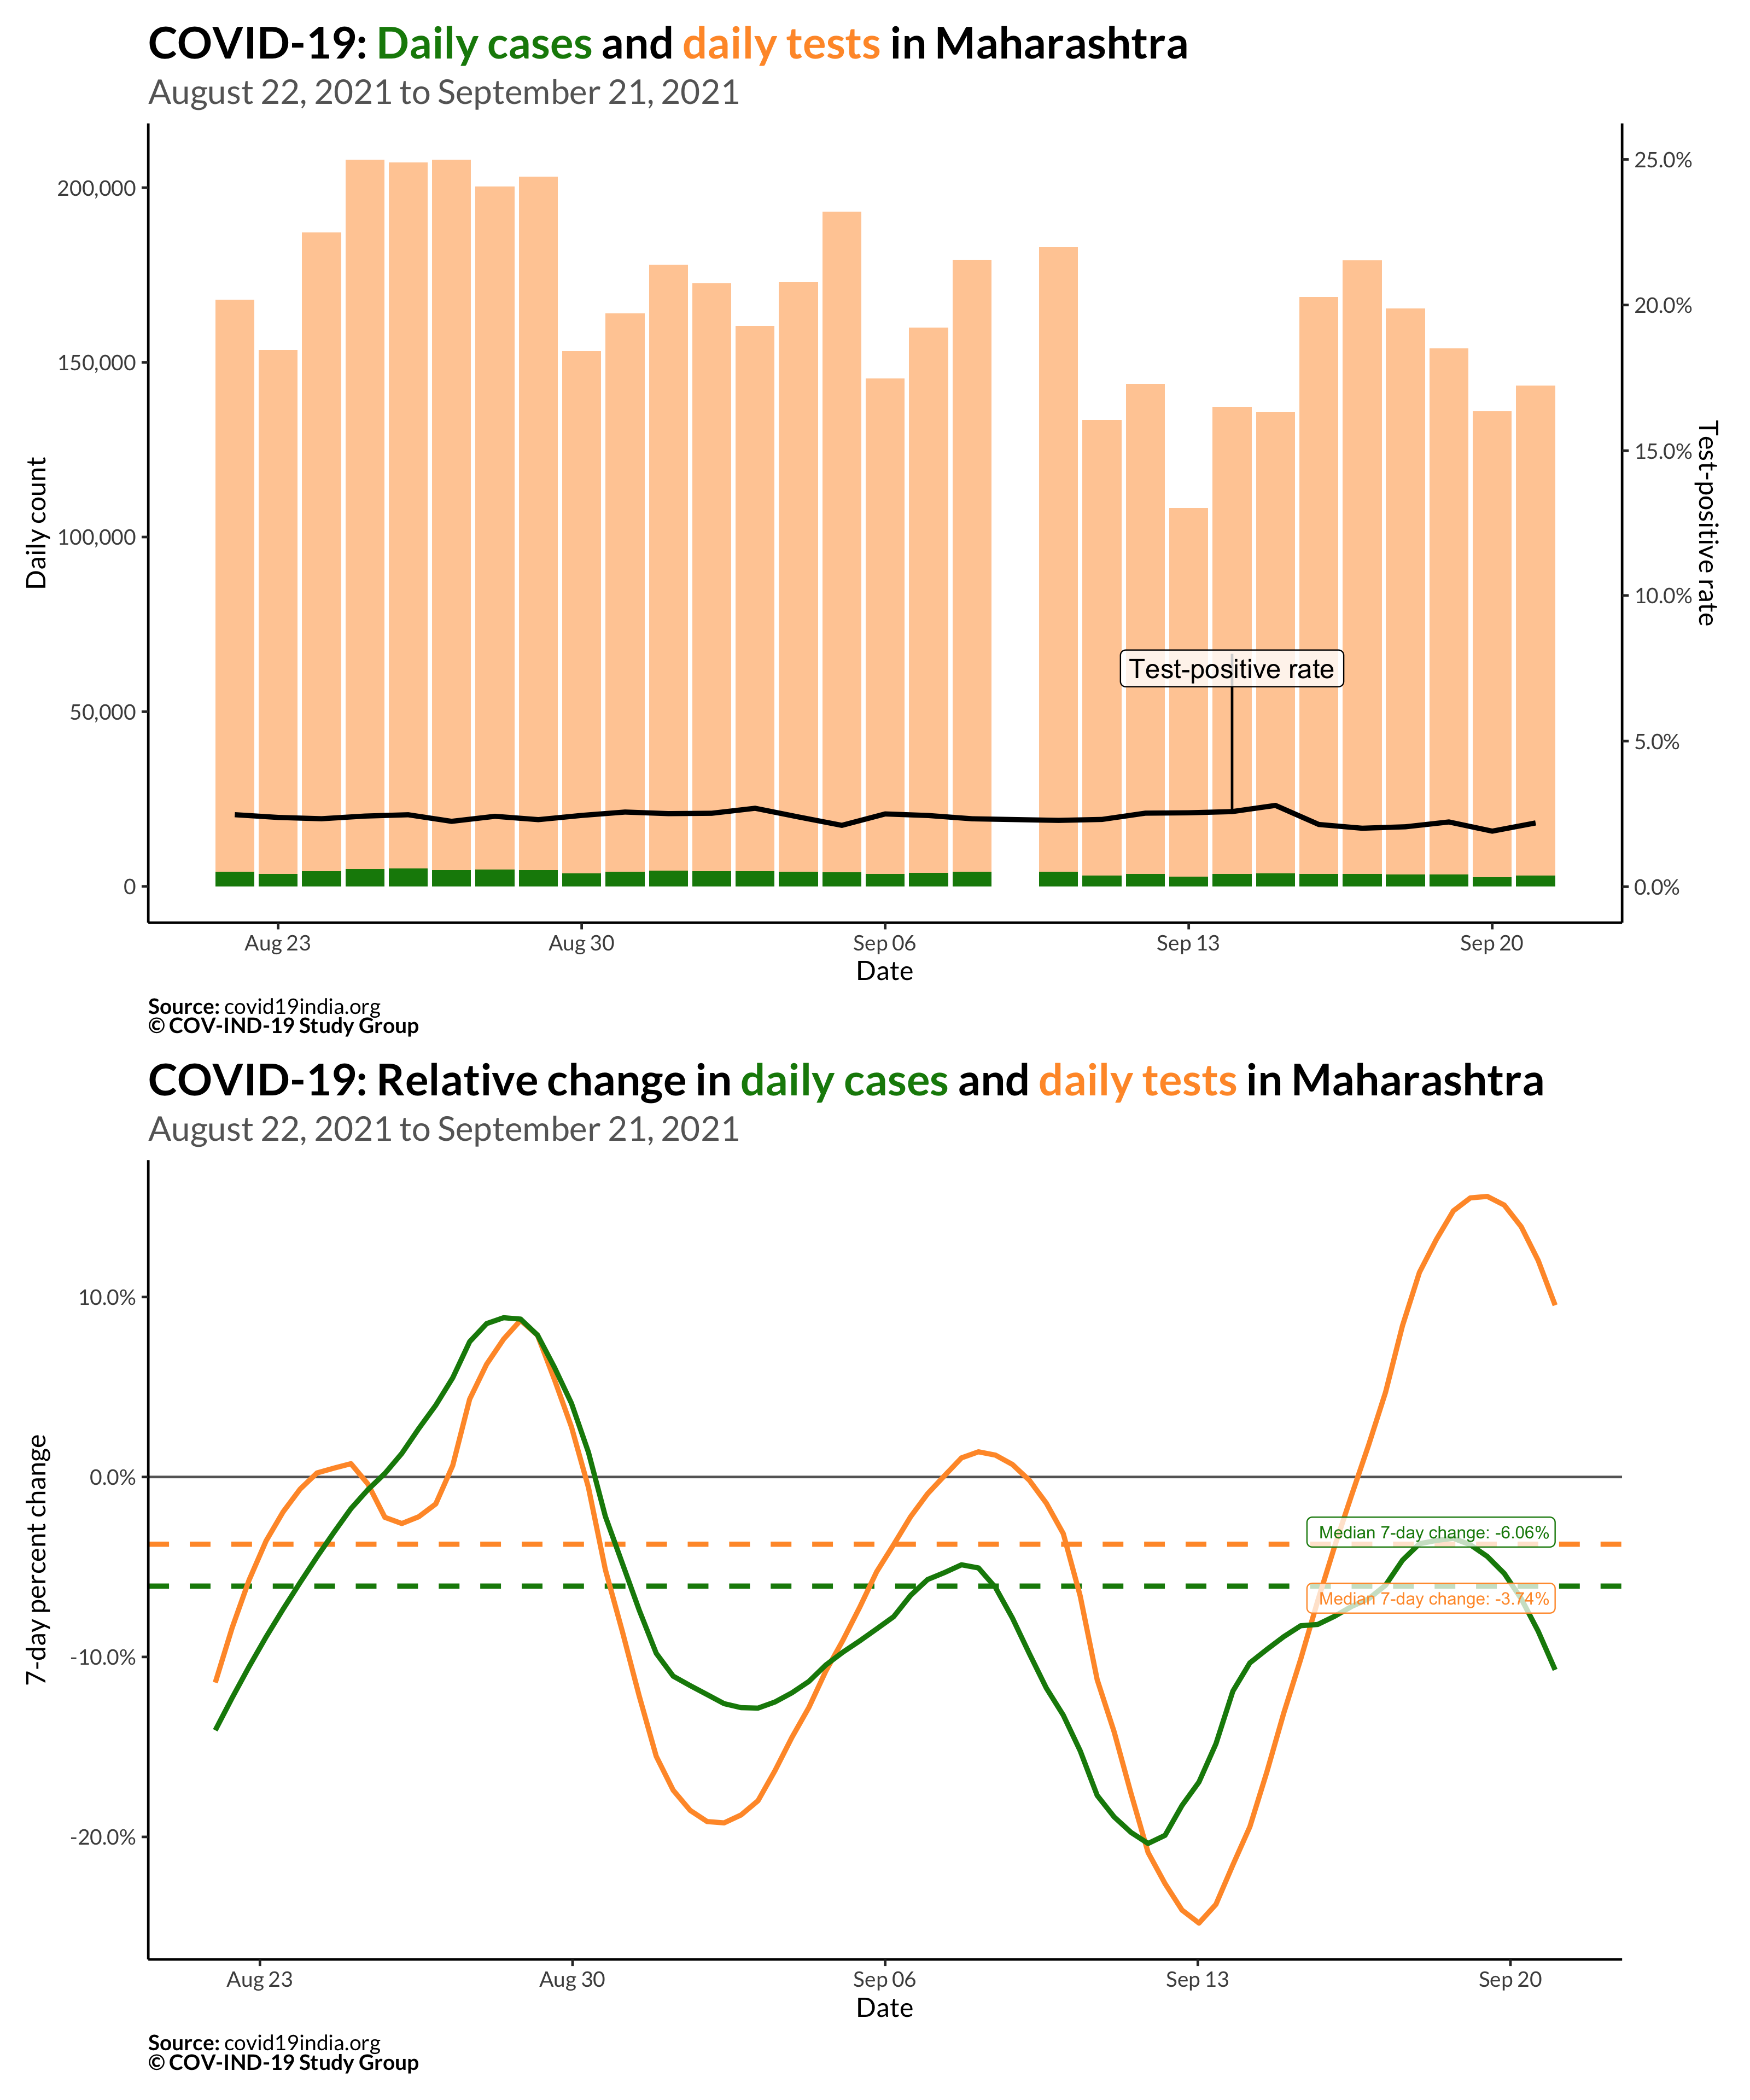 COVID-19: Daily cases and daily tests in Maharashtra
August 22, 2021 to September 21, 2021
200,000
150,000
100,000
50,000
0
Daily count
25.0%
20.0%
15.0%
10.0%
5.0%
0.0%
Test-positive rate
Test-positive rate
Aug 23
Aug 30
Sep 06
Sep 13
Sep 20
Date
Source: covid19india.org
© COV-IND-19 Study Group
COVID-19: Relative change in daily cases and daily tests in Maharashtra
August 22, 2021 to September 21, 2021
10.0%
0.0%
-10.0%
-20.0%
7-day percent change
Median 7-day change: -6.06%
Median 7-day change: -3.74%
Aug 23
Aug 30
Sep 06
Sep 13
Sep 20
Date
Source: covid19india.org
© COV-IND-19 Study Group